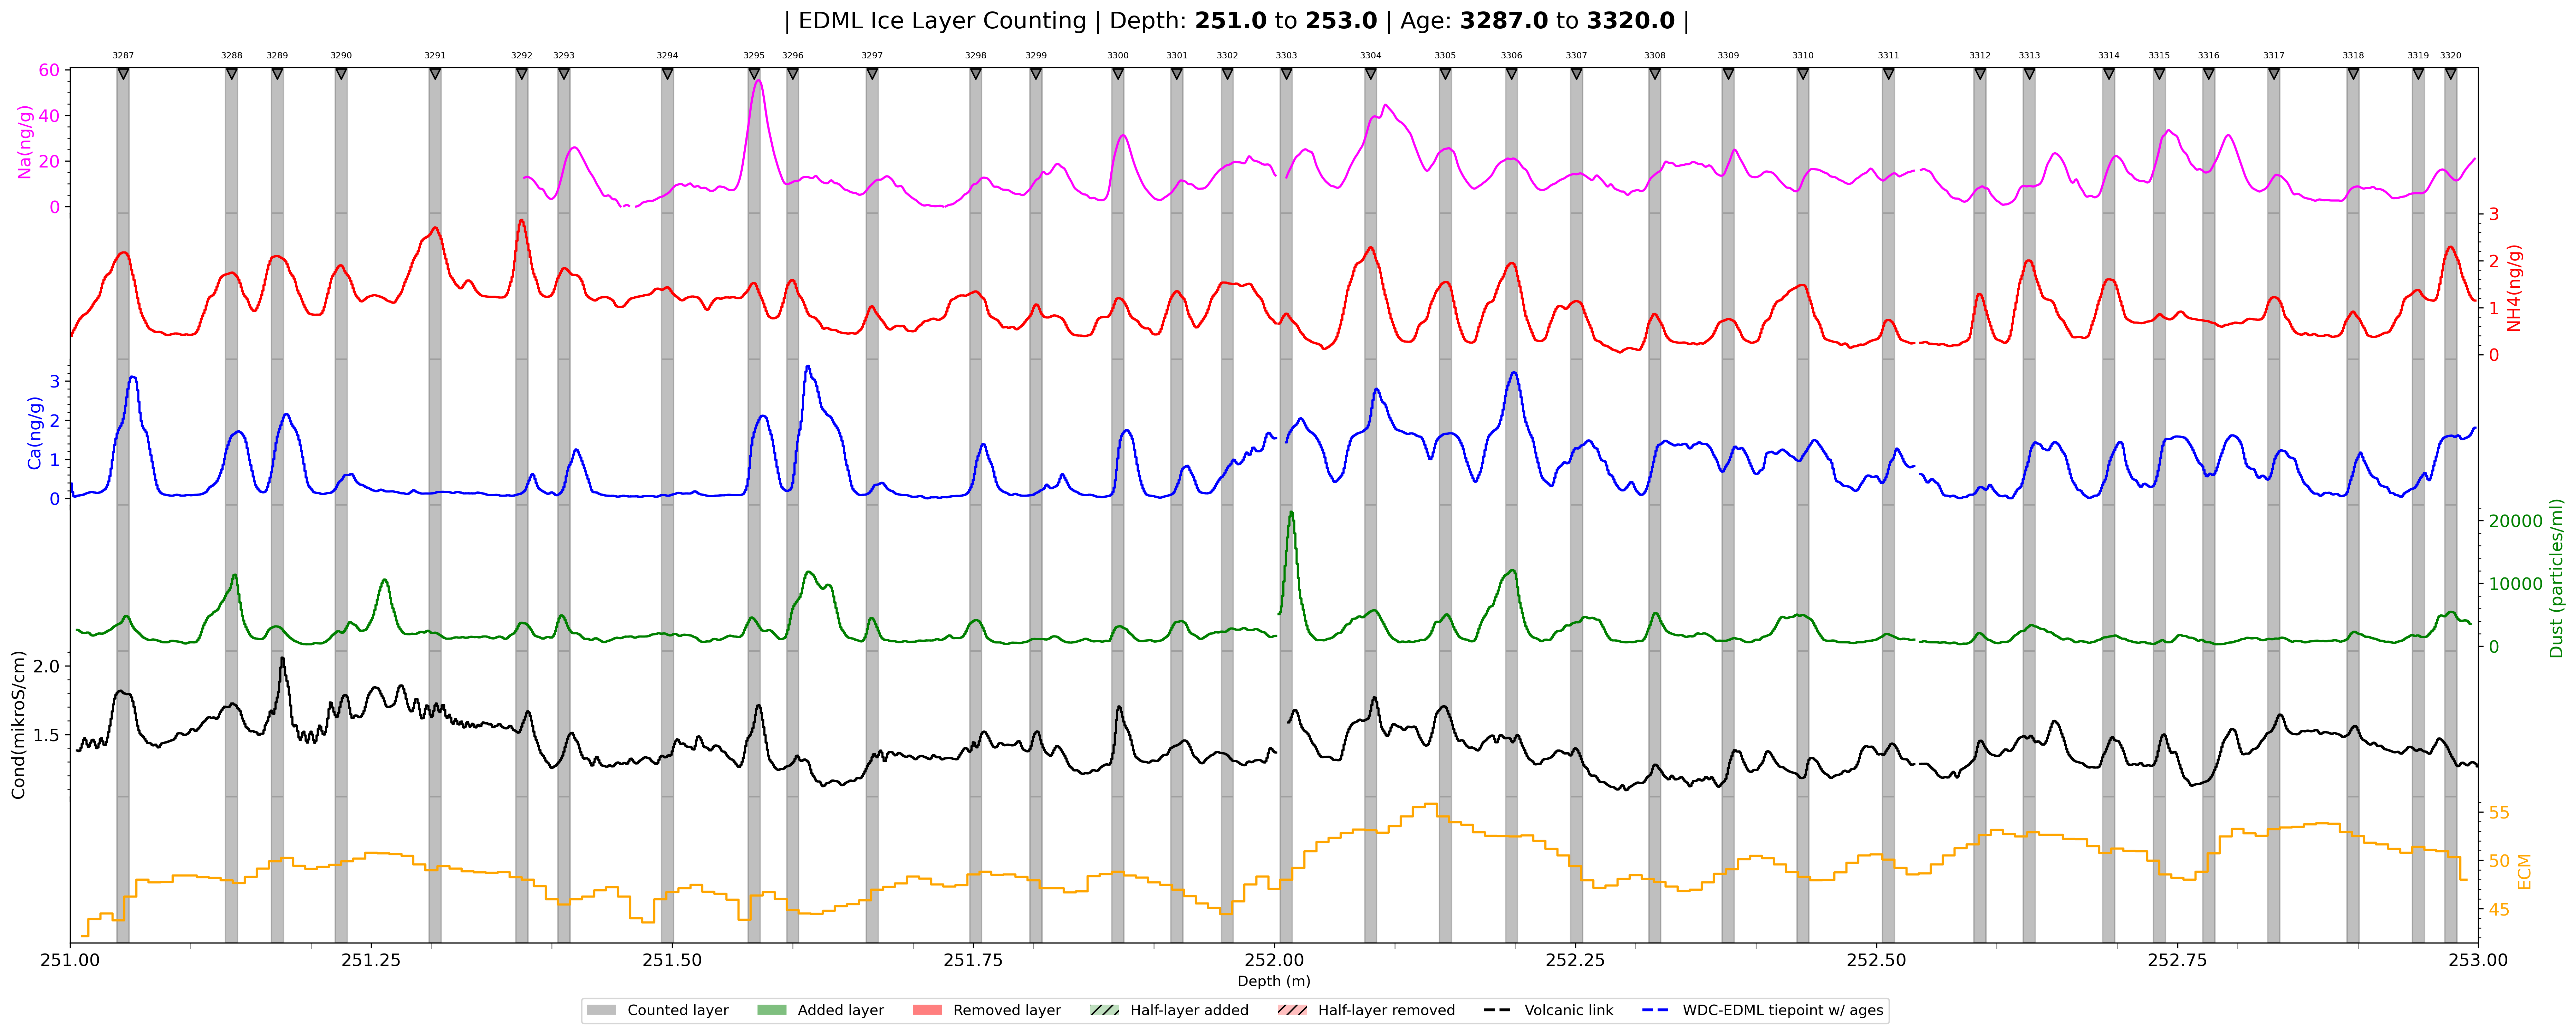 | EDML Ice Layer Counting | Depth: 251.0 to 253.0 | Age: 3287.0 to 3320.0 |
3287 3288 3289 3290 3291 3292 3293 3294 3295 3296 3297 3298 3299 3300 3301 3302 3303 3304 3305 3306 3307 3308 3309 3310 3311 3312 3313 3314 3315 3316 3317 3318 3319 3320
Na(ng/g)
60
40
20
0
NH4(ng/g)
3
2
1
0
Ca(ng/g)
3
2
1
0
Dust (particles/ml)
20000
10000
0
Cond(mikroS/cm)
2.0
1.5
ECM
55
50
45
251.00 251.25 251.50 251.75 252.00 252.25 252.50 252.75 253.00
Depth (m)
Counted layer Added layer Removed layer Half-layer added Half-layer removed Volcanic link WDC-EDML tiepoint w/ ages